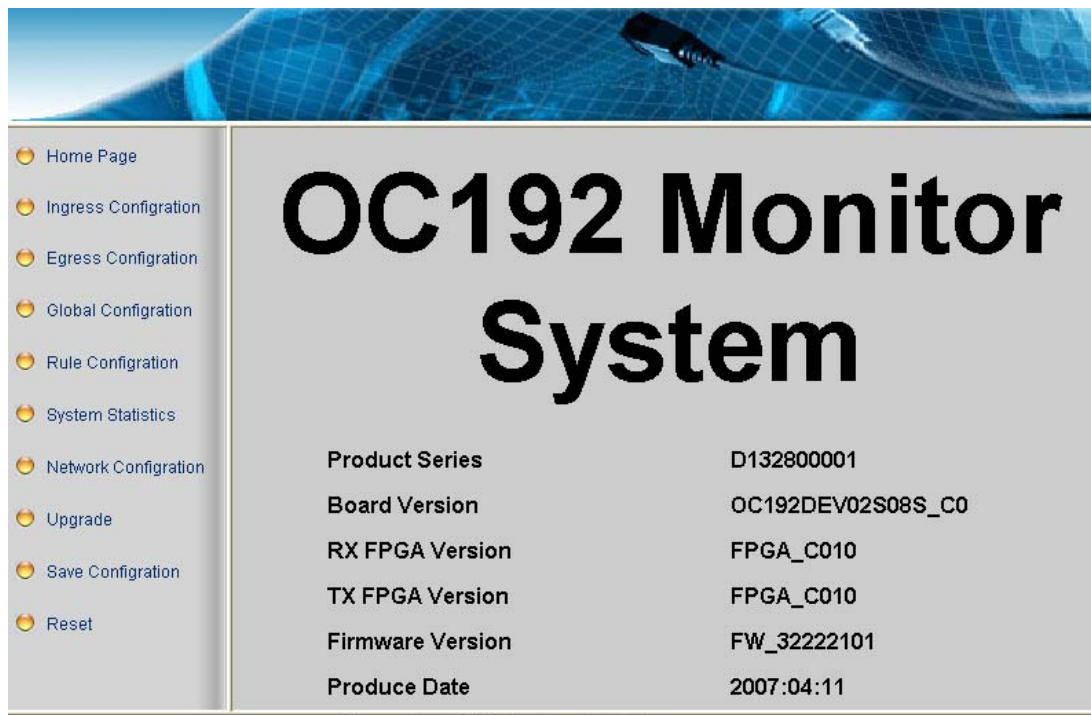 Home Page
Ingress Configration
Egress Configration
Global Configration
Rule Configration
System Statistics
Network Configration
Upgrade
Save Configration
Reset
OC192 Monitor
System
Product Series D132800001
Board Version OC192DEV02S08S_C0
RX FPGA Version FPGA_C010
TX FPGA Version FPGA_C010
Firmware Version FW_32222101
Produce Date 2007:04:11